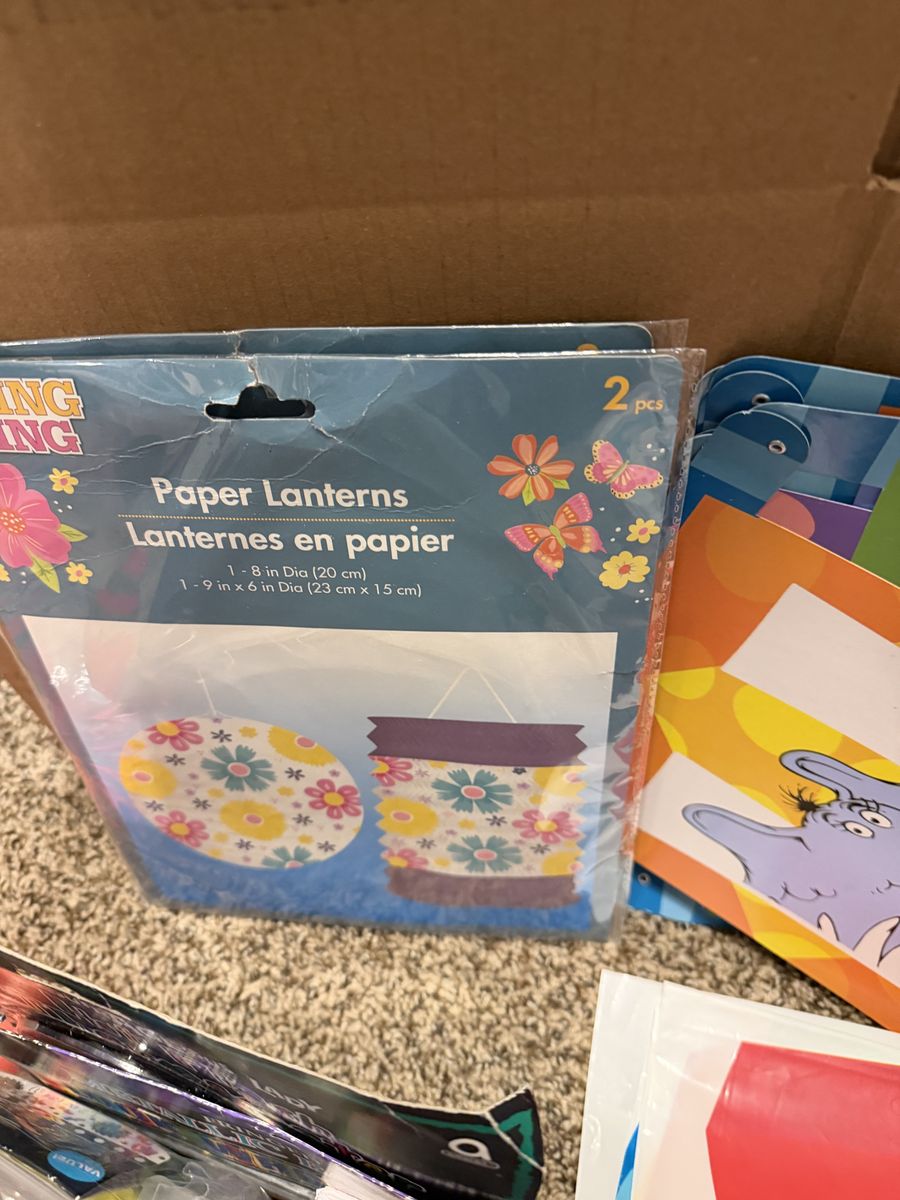 ING
ING
2 pcs
Paper Lanterns
Lanternes en papier
1 - 8 in Dia (20 cm)
1 - 9 in x 6 in Dia (23 cm x 15 cm)
VALUE!